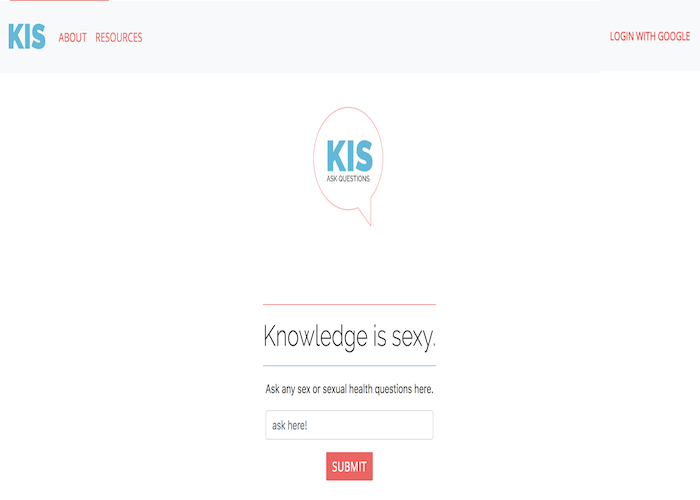 KIS ABOUT RESOURCES LOGIN WITH GOOGLE
KIS
ASK QUESTIONS.
Knowledge is sexy.
Ask any sex or sexual health questions here.
ask here!
SUBMIT